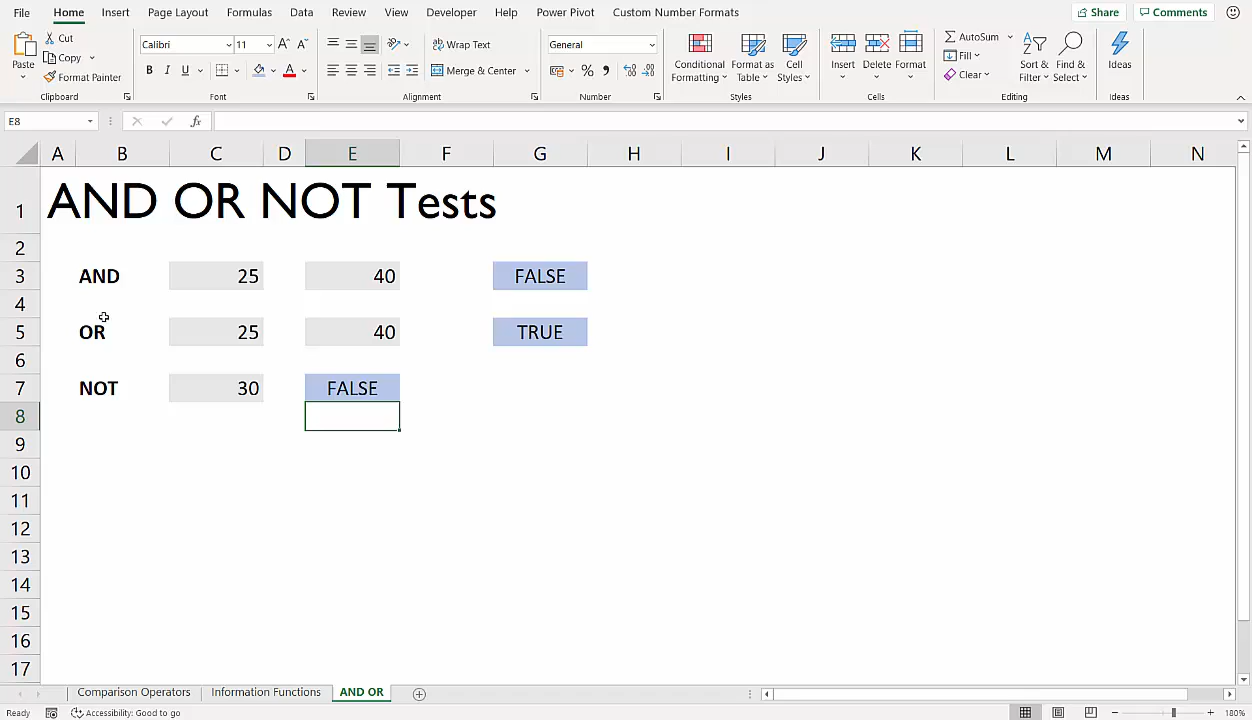 File Home Insert Page Layout Formulas Data Review View Developer Help Power Pivot Custom Number Formats Share Comments
Paste Cut Copy Format Painter Clipboard
Calibri 11 A A B I U A Font
Wrap Text Merge & Center Alignment
General % , Number
Conditional Formatting Format as Table Cell Styles Styles
Insert Delete Format Cells
AutoSum Fill Clear Sort & Filter Find & Select Editing
Ideas Ideas
E8 fx
A B C D E F G H I J K L M N
1 AND OR NOT Tests
2
3 AND 25 40 FALSE
4
5 OR 25 40 TRUE
6
7 NOT 30 FALSE
8
9
10
11
12
13
14
15
16
17
Comparison Operators Information Functions AND OR
Ready Accessibility: Good to go 180%